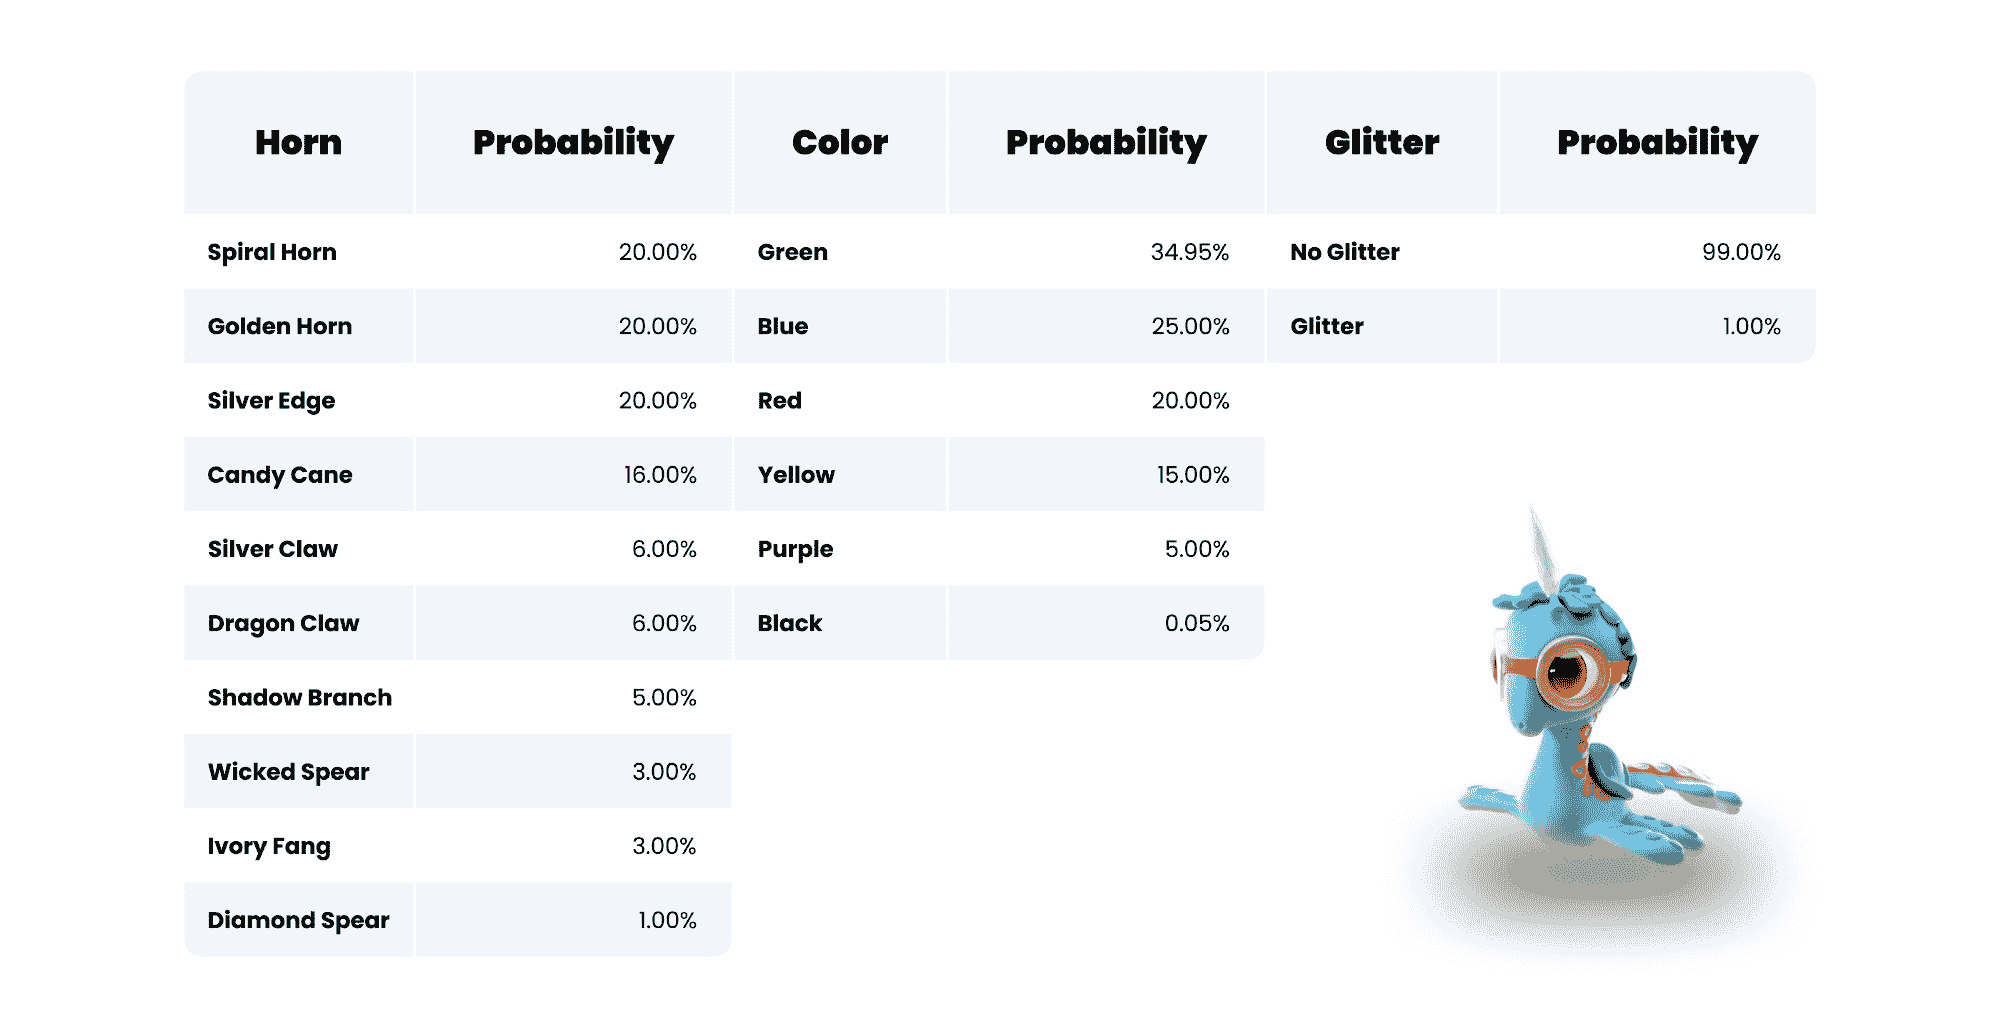 Horn Probability Color Probability Glitter Probability
Spiral Horn 20.00% Green 34.95% No Glitter 99.00%
Golden Horn 20.00% Blue 25.00% Glitter 1.00%
Silver Edge 20.00% Red 20.00%
Candy Cane 16.00% Yellow 15.00%
Silver Claw 6.00% Purple 5.00%
Dragon Claw 6.00% Black 0.05%
Shadow Branch 5.00%
Wicked Spear 3.00%
Ivory Fang 3.00%
Diamond Spear 1.00%